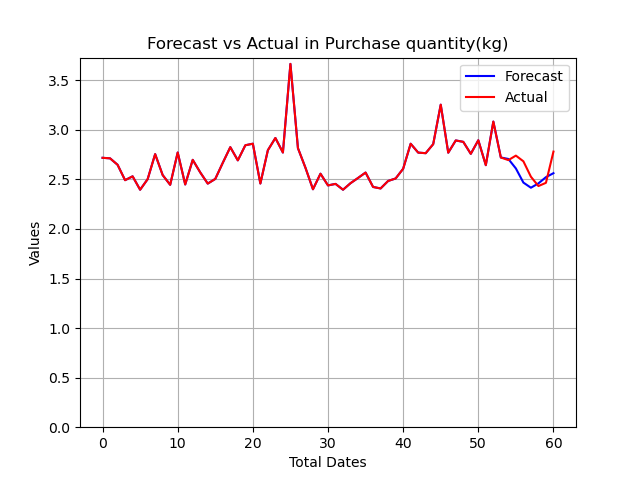 Forecast vs Actual in Purchase quantity(kg)
Forecast
Actual
3.5
3.0
2.5
2.0
1.5
1.0
0.5
0.0
Values
0 10 20 30 40 50 60
Total Dates